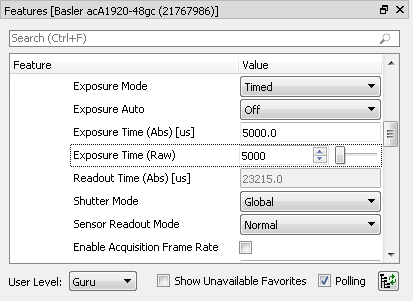 Features [Basler acA1920-48gc (21767986)]
Search (Ctrl+F)
Feature Value
Exposure Mode Timed
Exposure Auto Off
Exposure Time (Abs) [us] 5000.0
Exposure Time (Raw) 5000
Readout Time (Abs) [us] 23215.0
Shutter Mode Global
Sensor Readout Mode Normal
Enable Acquisition Frame Rate
User Level: Guru Show Unavailable Favorites Polling